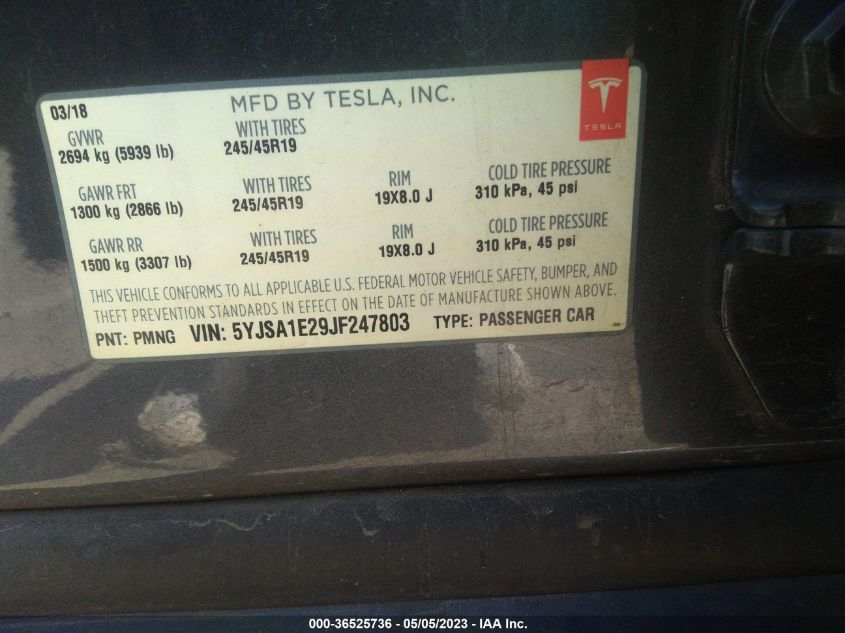 03/18 MFD BY TESLA, INC.
TESLA
GVWR WITH TIRES
2694 kg (5939 lb) 245/45R19
GAWR FRT WITH TIRES RIM COLD TIRE PRESSURE
1300 kg (2866 lb) 245/45R19 19X8.0 J 310 kPa, 45 psi
GAWR RR WITH TIRES RIM COLD TIRE PRESSURE
1500 kg (3307 lb) 245/45R19 19X8.0 J 310 kPa, 45 psi
THIS VEHICLE CONFORMS TO ALL APPLICABLE U.S. FEDERAL MOTOR VEHICLE SAFETY, BUMPER, AND
THEFT PREVENTION STANDARDS IN EFFECT ON THE DATE OF MANUFACTURE SHOWN ABOVE.
PNT: PMNG VIN: 5YJSA1E29JF247803 TYPE: PASSENGER CAR
000-36525736 - 05/05/2023 - IAA Inc.